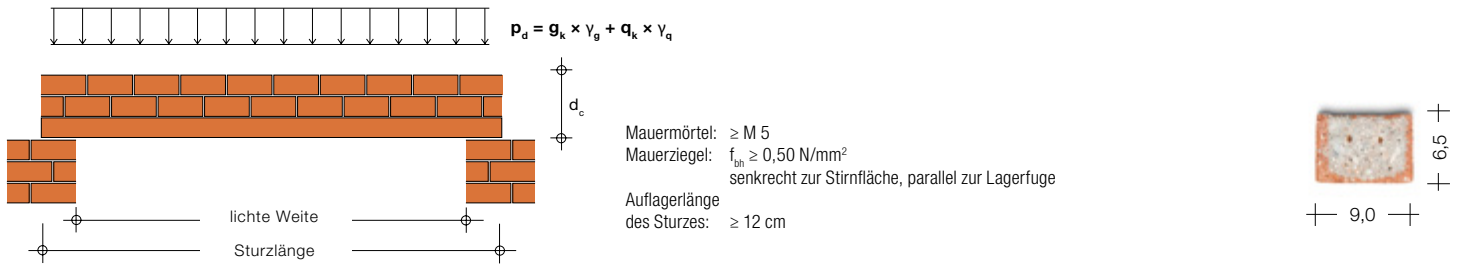 p_d = g_k × γ_g + q_k × γ_q
d_c
Mauermörtel: ≥ M 5
Mauerziegel: f_bh ≥ 0,50 N/mm²
senkrecht zur Stirnfläche, parallel zur Lagerfuge
Auflagerlänge
des Sturzes: ≥ 12 cm
lichte Weite
Sturzlänge
6,5
9,0